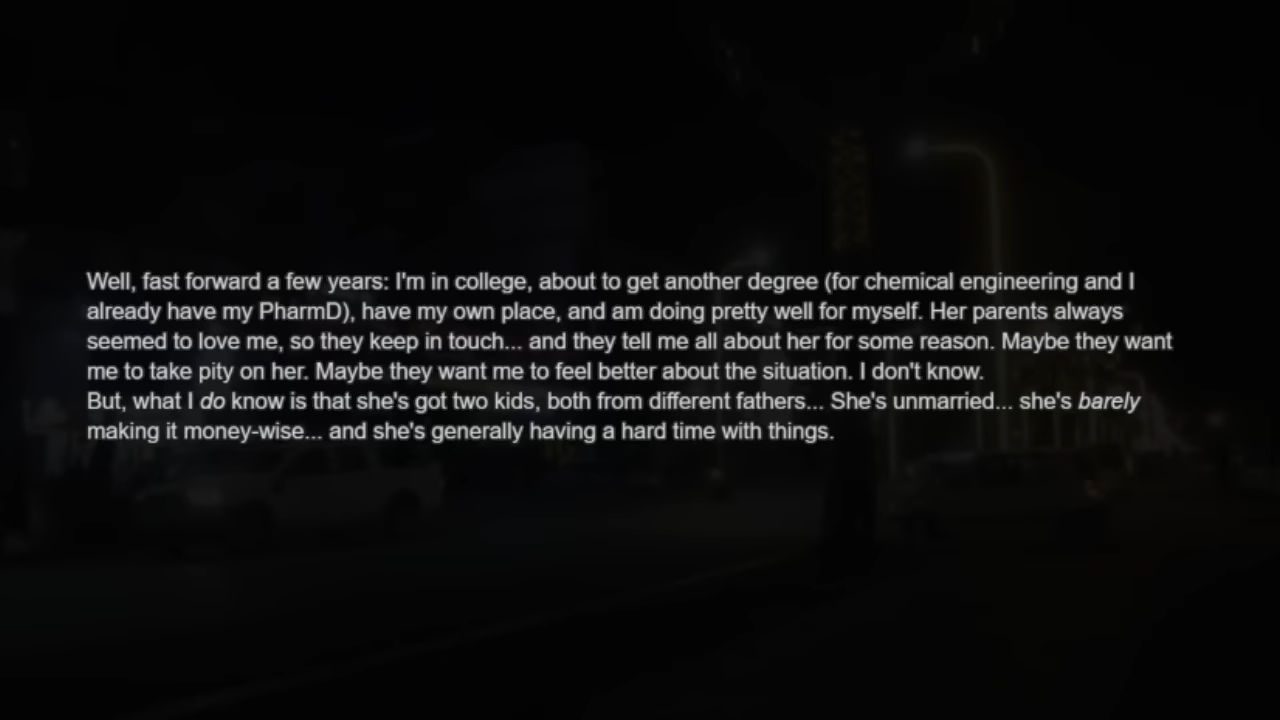 Well, fast forward a few years: I'm in college, about to get another degree (for chemical engineering and I
already have my PharmD), have my own place, and am doing pretty well for myself. Her parents always
seemed to love me, so they keep in touch... and they tell me all about her for some reason. Maybe they want
me to take pity on her. Maybe they want me to feel better about the situation. I don't know.
But, what I do know is that she's got two kids, both from different fathers... She's unmarried... she's barely
making it money-wise... and she's generally having a hard time with things.